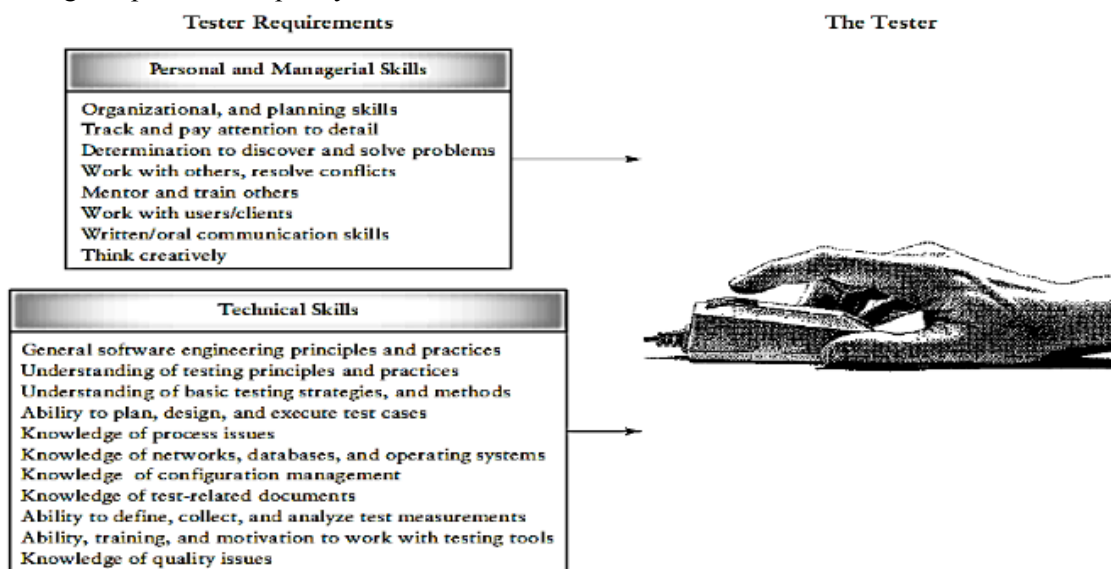 Tester Requirements
The Tester
Personal and Managerial Skills
Organizational, and planning skills
Track and pay attention to detail
Determination to discover and solve problems
Work with others, resolve conflicts
Mentor and train others
Work with users/clients
Written/oral communication skills
Think creatively
Technical Skills
General software engineering principles and practices
Understanding of testing principles and practices
Understanding of basic testing strategies, and methods
Ability to plan, design, and execute test cases
Knowledge of process issues
Knowledge of networks, databases, and operating systems
Knowledge of configuration management
Knowledge of test-related documents
Ability to define, collect, and analyze test measurements
Ability, training, and motivation to work with testing tools
Knowledge of quality issues